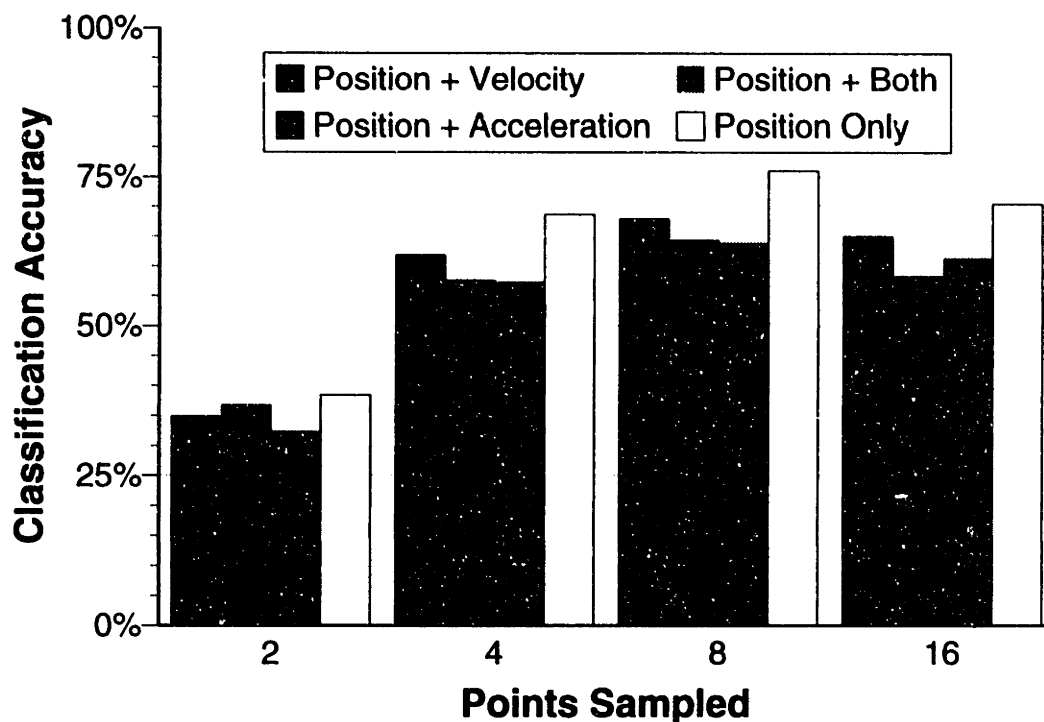 100%
75%
50%
25%
0%
Classification Accuracy
Position + Velocity
Position + Both
Position + Acceleration
Position Only
2 4 8 16
Points Sampled